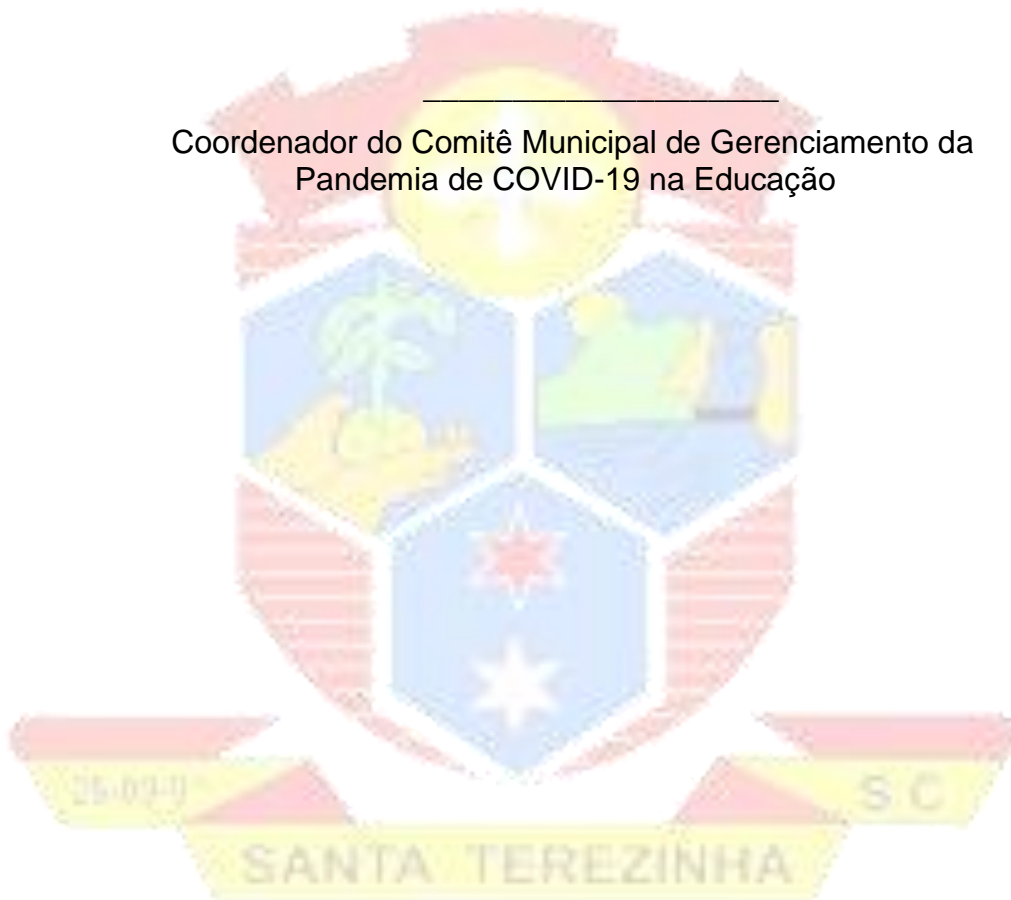 Coordenador do Comitê Municipal de Gerenciamento da
Pandemia de COVID-19 na Educação
S C
SANTA TEREZINHA